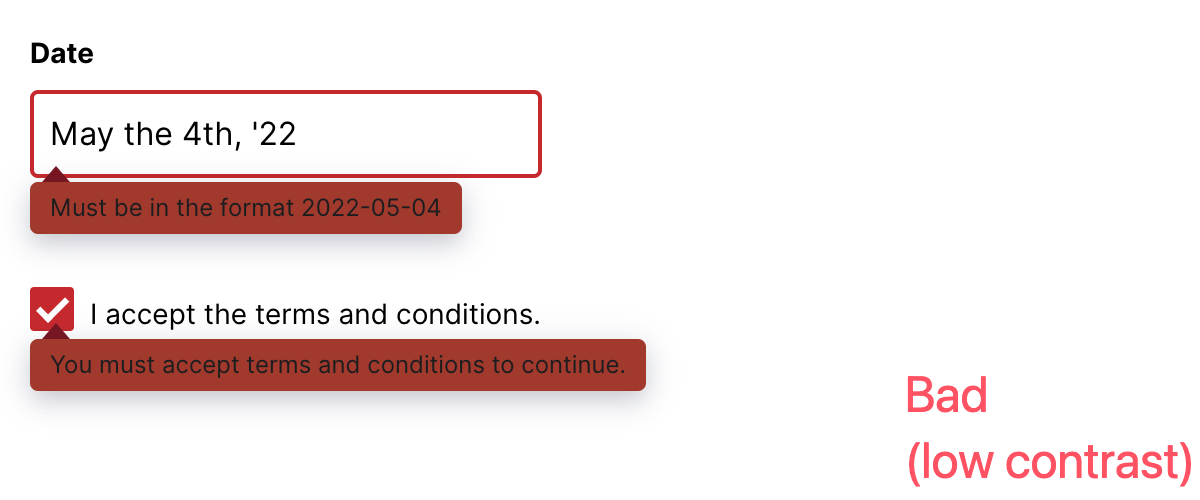 Date
May the 4th, '22
Must be in the format 2022-05-04
I accept the terms and conditions.
You must accept terms and conditions to continue.
Bad
(low contrast)